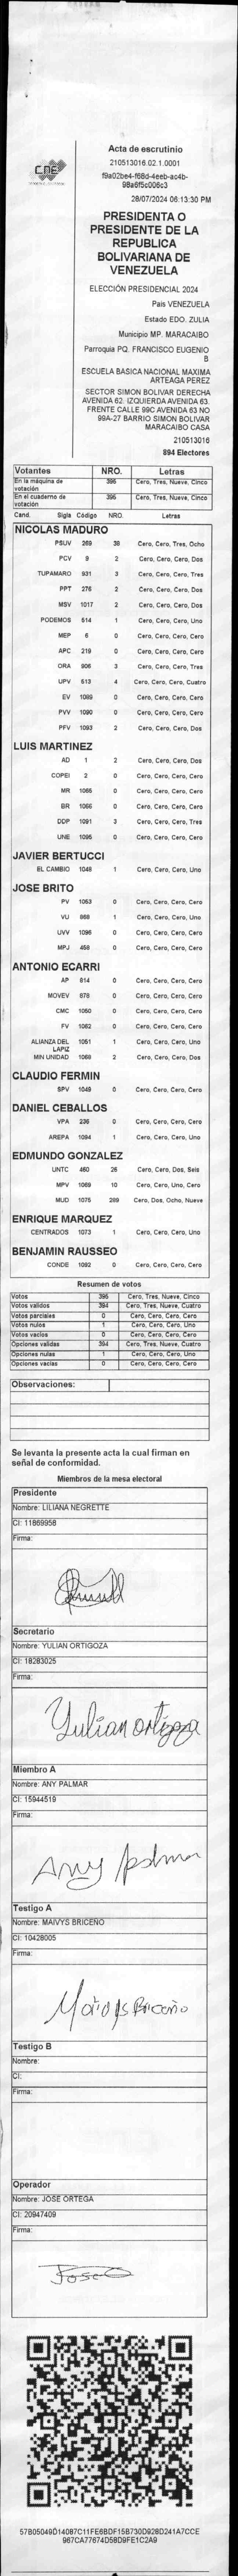 CNE
Acta de escrutinio
210513016.02.1.0001
f9a02be4-f68d-4eeb-ac4b-
98a6f5c006c3
28/07/2024 06:13:30 PM
PRESIDENTA O
PRESIDENTE DE LA
REPUBLICA
BOLIVARIANA DE
VENEZUELA
ELECCIÓN PRESIDENCIAL 2024
País VENEZUELA
Estado EDO. ZULIA
Municipio MP. MARACAIBO
Parroquia PQ. FRANCISCO EUGENIO
B
ESCUELA BASICA NACIONAL MAXIMA
ARTEAGA PEREZ
SECTOR SIMON BOLIVAR DERECHA
AVENIDA 62. IZQUIERDA AVENIDA 63.
FRENTE CALLE 99C AVENIDA 63 NO
99A-27 BARRIO SIMON BOLIVAR
MARACAIBO CASA
210513016
894 Electores
Votantes NRO. Letras
En la máquina de votación 395 Cero, Tres, Nueve, Cinco
En el cuaderno de votación 395 Cero, Tres, Nueve, Cinco
Cand. Sigla Código NRO. Letras
NICOLAS MADURO
PSUV 269 38 Cero, Cero, Tres, Ocho
PCV 9 2 Cero, Cero, Cero, Dos
TUPAMARO 931 3 Cero, Cero, Cero, Tres
PPT 276 2 Cero, Cero, Cero, Dos
MSV 1017 2 Cero, Cero, Cero, Dos
PODEMOS 514 1 Cero, Cero, Cero, Uno
MEP 6 0 Cero, Cero, Cero, Cero
APC 219 0 Cero, Cero, Cero, Cero
ORA 906 3 Cero, Cero, Cero, Tres
UPV 513 4 Cero, Cero, Cero, Cuatro
EV 1089 0 Cero, Cero, Cero, Cero
PVV 1090 0 Cero, Cero, Cero, Cero
PFV 1093 2 Cero, Cero, Cero, Dos
LUIS MARTINEZ
AD 1 2 Cero, Cero, Cero, Dos
COPEI 2 0 Cero, Cero, Cero, Cero
MR 1065 0 Cero, Cero, Cero, Cero
BR 1066 0 Cero, Cero, Cero, Cero
DDP 1091 3 Cero, Cero, Cero, Tres
UNE 1095 0 Cero, Cero, Cero, Cero
JAVIER BERTUCCI
EL CAMBIO 1048 1 Cero, Cero, Cero, Uno
JOSE BRITO
PV 1053 0 Cero, Cero, Cero, Cero
VU 868 1 Cero, Cero, Cero, Uno
UVV 1096 0 Cero, Cero, Cero, Cero
MPJ 458 0 Cero, Cero, Cero, Cero
ANTONIO ECARRI
AP 814 0 Cero, Cero, Cero, Cero
MOVEV 678 0 Cero, Cero, Cero, Cero
CMC 1050 0 Cero, Cero, Cero, Cero
FV 1062 0 Cero, Cero, Cero, Cero
ALIANZA DEL LAPIZ 1051 1 Cero, Cero, Cero, Uno
MIN UNIDAD 1068 2 Cero, Cero, Cero, Dos
CLAUDIO FERMIN
SPV 1049 0 Cero, Cero, Cero, Cero
DANIEL CEBALLOS
VPA 236 0 Cero, Cero, Cero, Cero
AREPA 1094 1 Cero, Cero, Cero, Uno
EDMUNDO GONZALEZ
UNTC 460 26 Cero, Cero, Dos, Seis
MPV 1069 10 Cero, Cero, Uno, Cero
MUD 1075 289 Cero, Dos, Ocho, Nueve
ENRIQUE MARQUEZ
CENTRADOS 1073 1 Cero, Cero, Cero, Uno
BENJAMIN RAUSSEO
CONDE 1092 0 Cero, Cero, Cero, Cero
Resumen de votos
Votos 395 Cero, Tres, Nueve, Cinco
Votos validos 394 Cero, Tres, Nueve, Cuatro
Votos parciales 0 Cero, Cero, Cero, Cero
Votos nulos 1 Cero, Cero, Cero, Uno
Votos vacios 0 Cero, Cero, Cero, Cero
Opciones validas 394 Cero, Tres, Nueve, Cuatro
Opciones nulas 1 Cero, Cero, Cero, Uno
Opciones vacias 0 Cero, Cero, Cero, Cero
Observaciones:
Se levanta la presente acta la cual firman en
señal de conformidad.
Miembros de la mesa electoral
Presidente
Nombre: LILIANA NEGRETTE
CI: 11869958
Firma:
Secretario
Nombre: YULIAN ORTIGOZA
CI: 18283025
Firma:
Yulian ortigoza
Miembro A
Nombre: ANY PALMAR
CI: 15944519
Firma:
Any Palmar
Testigo A
Nombre: MAIVYS BRICEÑO
CI: 10428005
Firma:
Maivys Briceño
Testigo B
Nombre:
CI:
Firma:
Operador
Nombre: JOSE ORTEGA
CI: 20947409
Firma:
Jose
57B05049D14087C11FE6BDF15B730D928D241A7CCE
967CA77674D58D9FE1C2A9